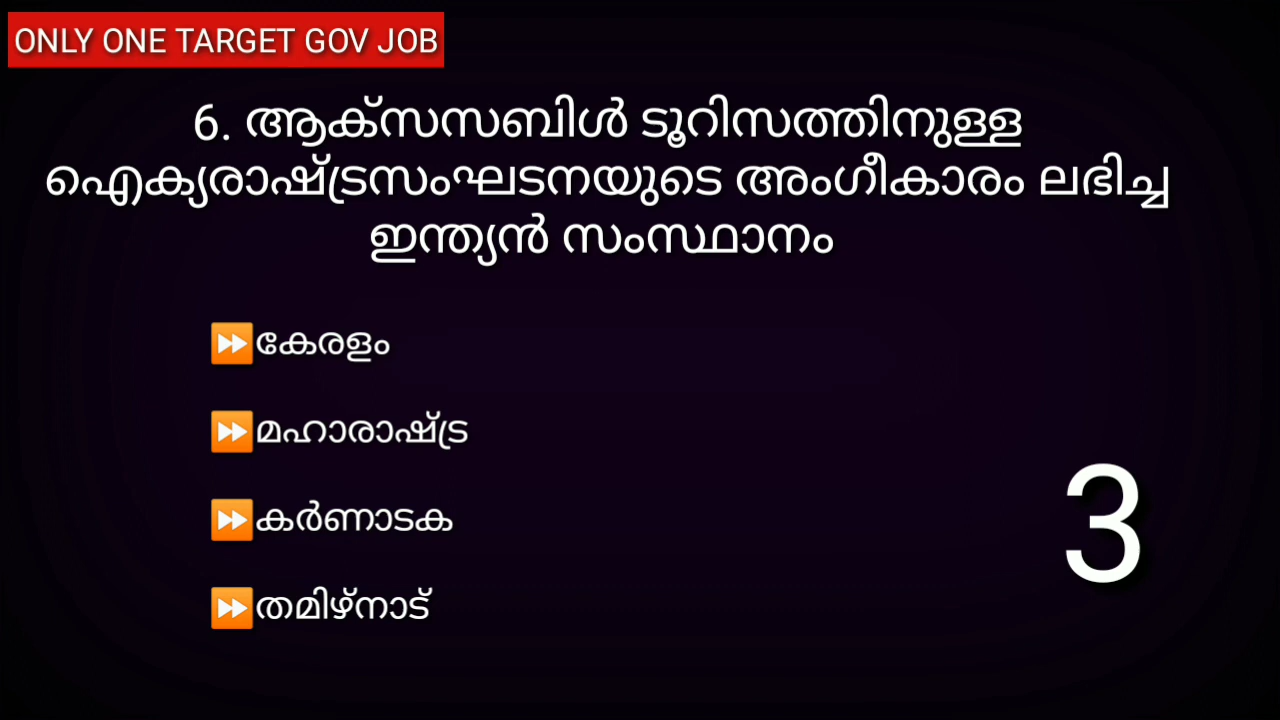 ONLY ONE TARGET GOV JOB
6. ആക്സസബിൾ ടൂറിസത്തിനുള്ള
ഐക്യരാഷ്ട്രസംഘടനയുടെ അംഗീകാരം ലഭിച്ച
ഇന്ത്യൻ സംസ്ഥാനം
⏩കേരളം
⏩മഹാരാഷ്ട്ര
⏩കർണാടക
⏩തമിഴ്നാട്
3